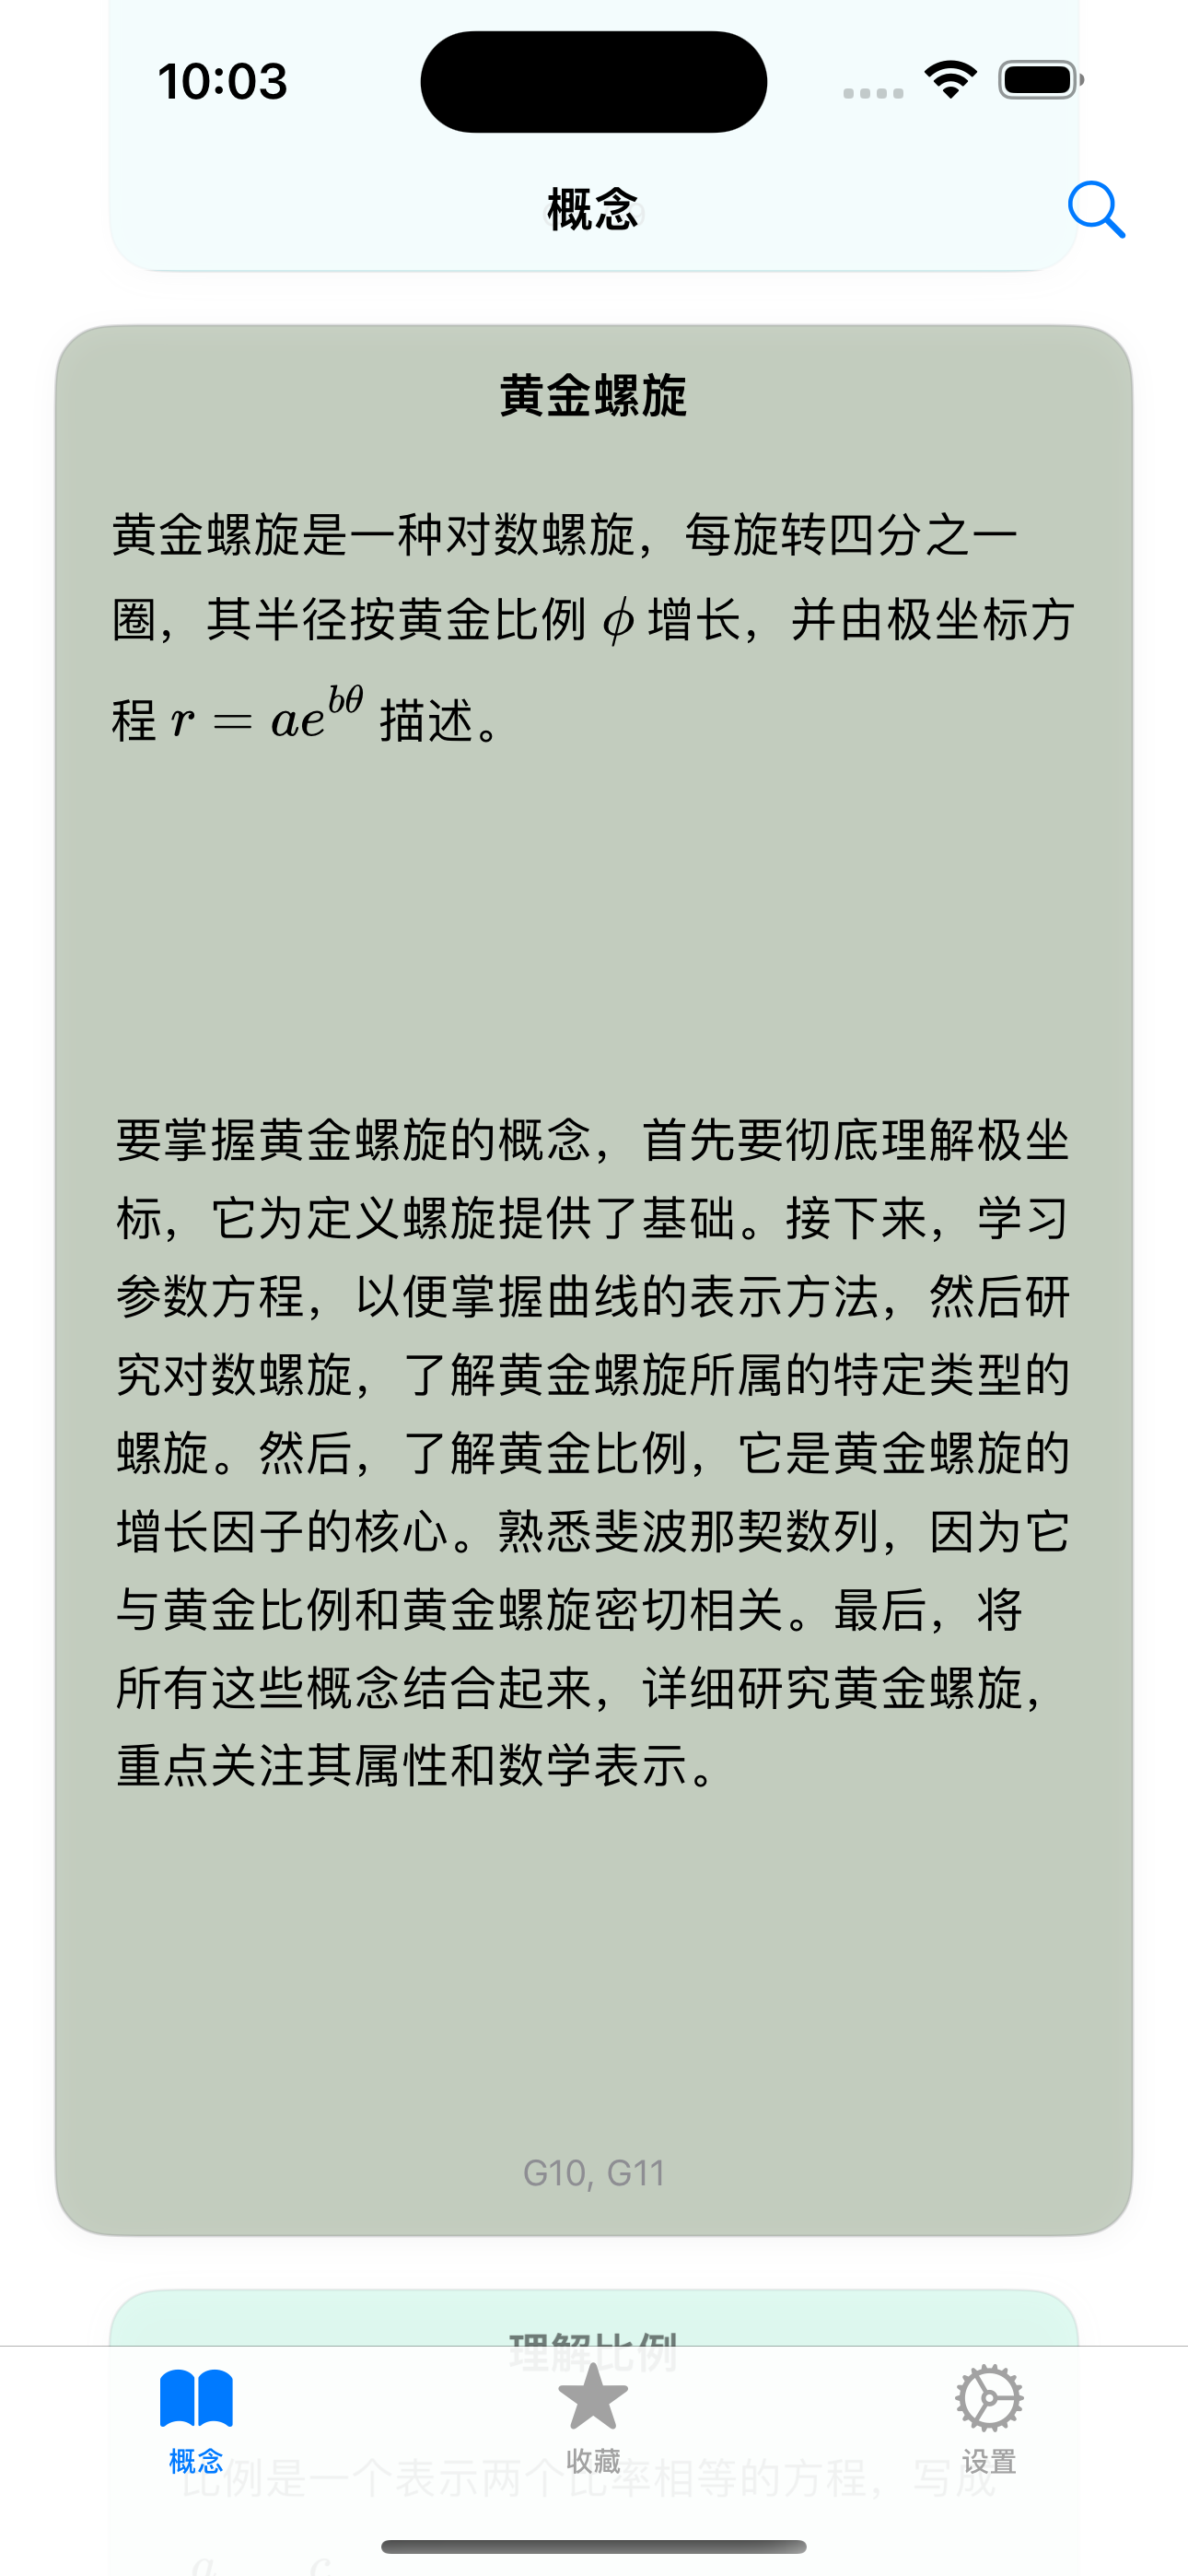 10:03
概念
黄金螺旋
黄金螺旋是一种对数螺旋，每旋转四分之一
圈，其半径按黄金比例 ϕ 增长，并由极坐标方
程 r = ae^{bθ} 描述。
要掌握黄金螺旋的概念，首先要彻底理解极坐
标，它为定义螺旋提供了基础。接下来，学习
参数方程，以便掌握曲线的表示方法，然后研
究对数螺旋，了解黄金螺旋所属的特定类型的
螺旋。然后，了解黄金比例，它是黄金螺旋的
增长因子的核心。熟悉斐波那契数列，因为它
与黄金比例和黄金螺旋密切相关。最后，将
所有这些概念结合起来，详细研究黄金螺旋，
重点关注其属性和数学表示。
G10, G11
理解比例
概念
收藏
设置
比例是一个表示两个比率相等的方程，写成